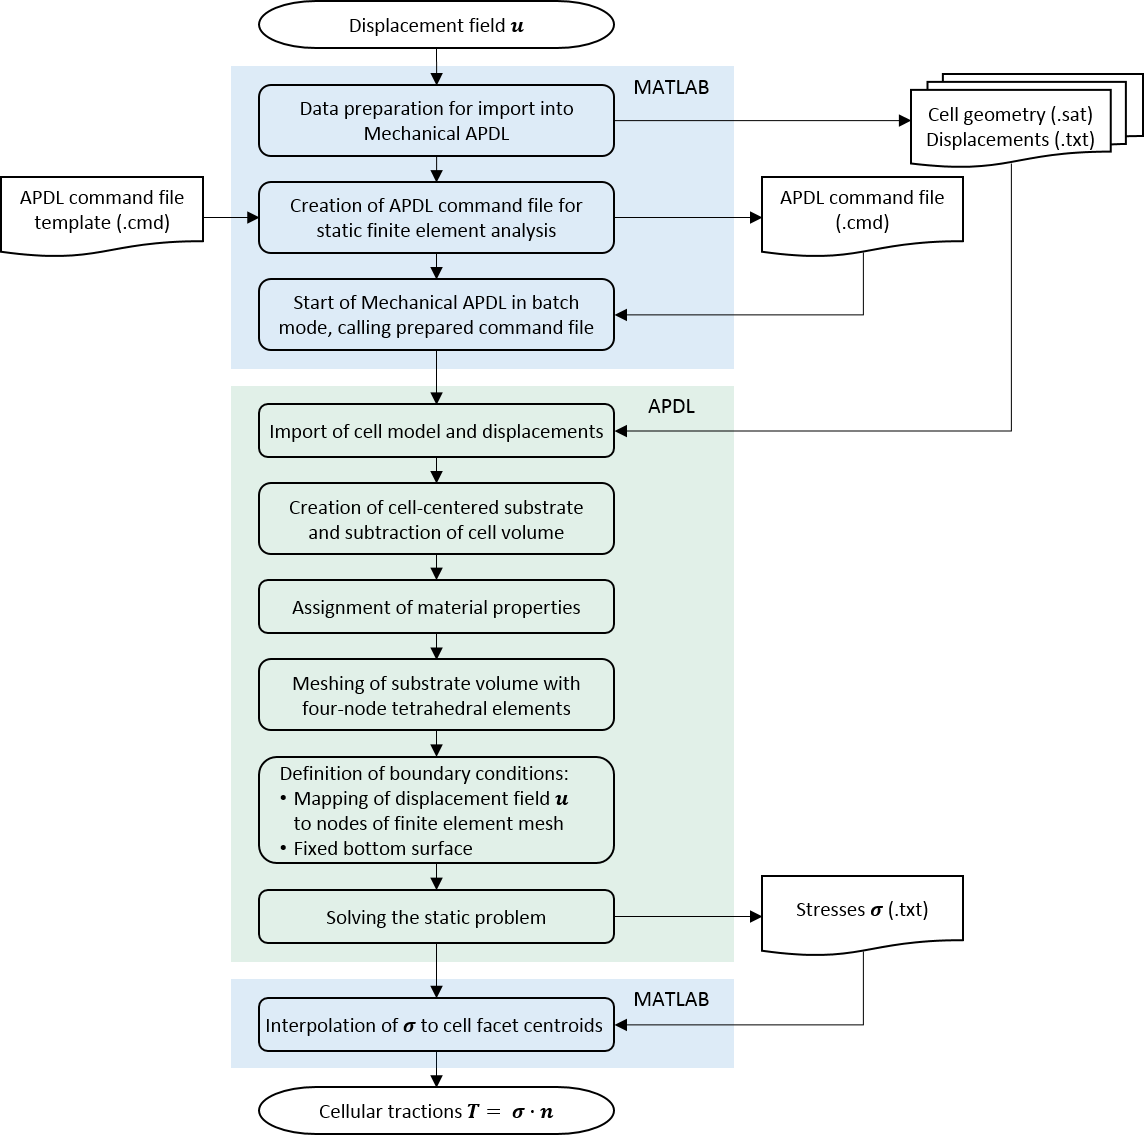 Displacement field u
MATLAB
Data preparation for import into
Mechanical APDL
Cell geometry (.sat)
Displacements (.txt)
APDL command file
template (.cmd)
Creation of APDL command file for
static finite element analysis
APDL command file
(.cmd)
Start of Mechanical APDL in batch
mode, calling prepared command file
APDL
Import of cell model and displacements
Creation of cell-centered substrate
and subtraction of cell volume
Assignment of material properties
Meshing of substrate volume with
four-node tetrahedral elements
Definition of boundary conditions:
• Mapping of displacement field u
to nodes of finite element mesh
• Fixed bottom surface
Solving the static problem
Stresses σ (.txt)
MATLAB
Interpolation of σ to cell facet centroids
Cellular tractions T = σ · n